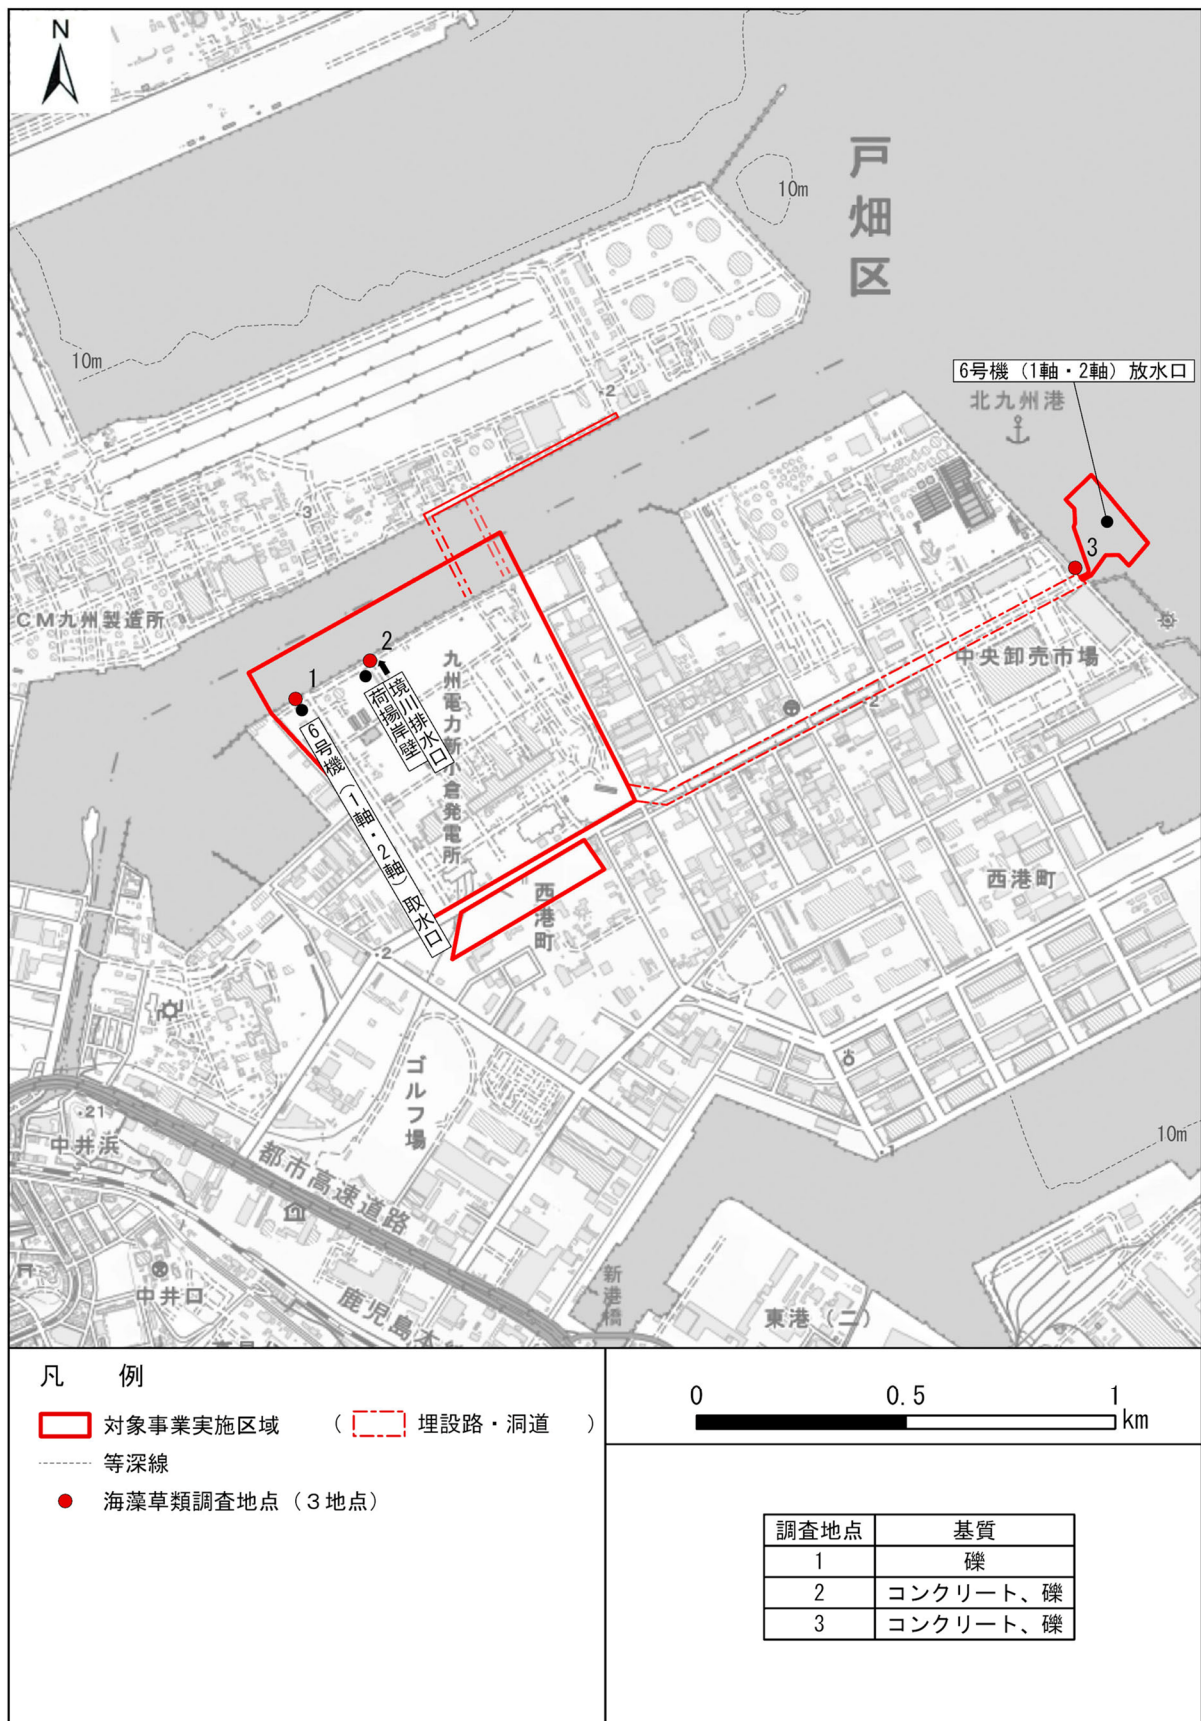 N
戸畑区
10m
10m
6号機（1軸・2軸）放水口
北九州港
・2
3
3
CM九州製造所
中央卸売市場
2
1
九州電力新小倉発電所
境川排水口
荷揚岸壁
6号機（1軸・2軸）取水口
・2
西港町
西港町
・2
ゴルフ場
・21
中井浜
都市高速道路
・1
10m
中井口
鹿児島本線
新港橋
東港（二）
凡　例
対象事業実施区域　（　埋設路・洞道　）
等深線
海藻草類調査地点（３地点）
0 0.5 1
km
調査地点 基質
1 礫
2 コンクリート、礫
3 コンクリート、礫